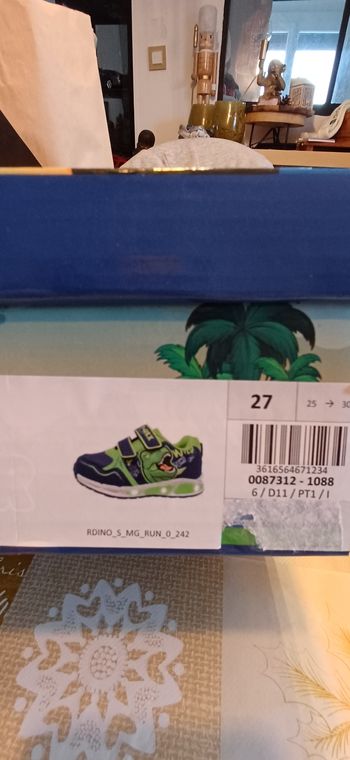 27
25 → 30
3616564671234
0087312 - 1088
6 / D11 / PT1 / I
RDINO_S_MG_RUN_0_242